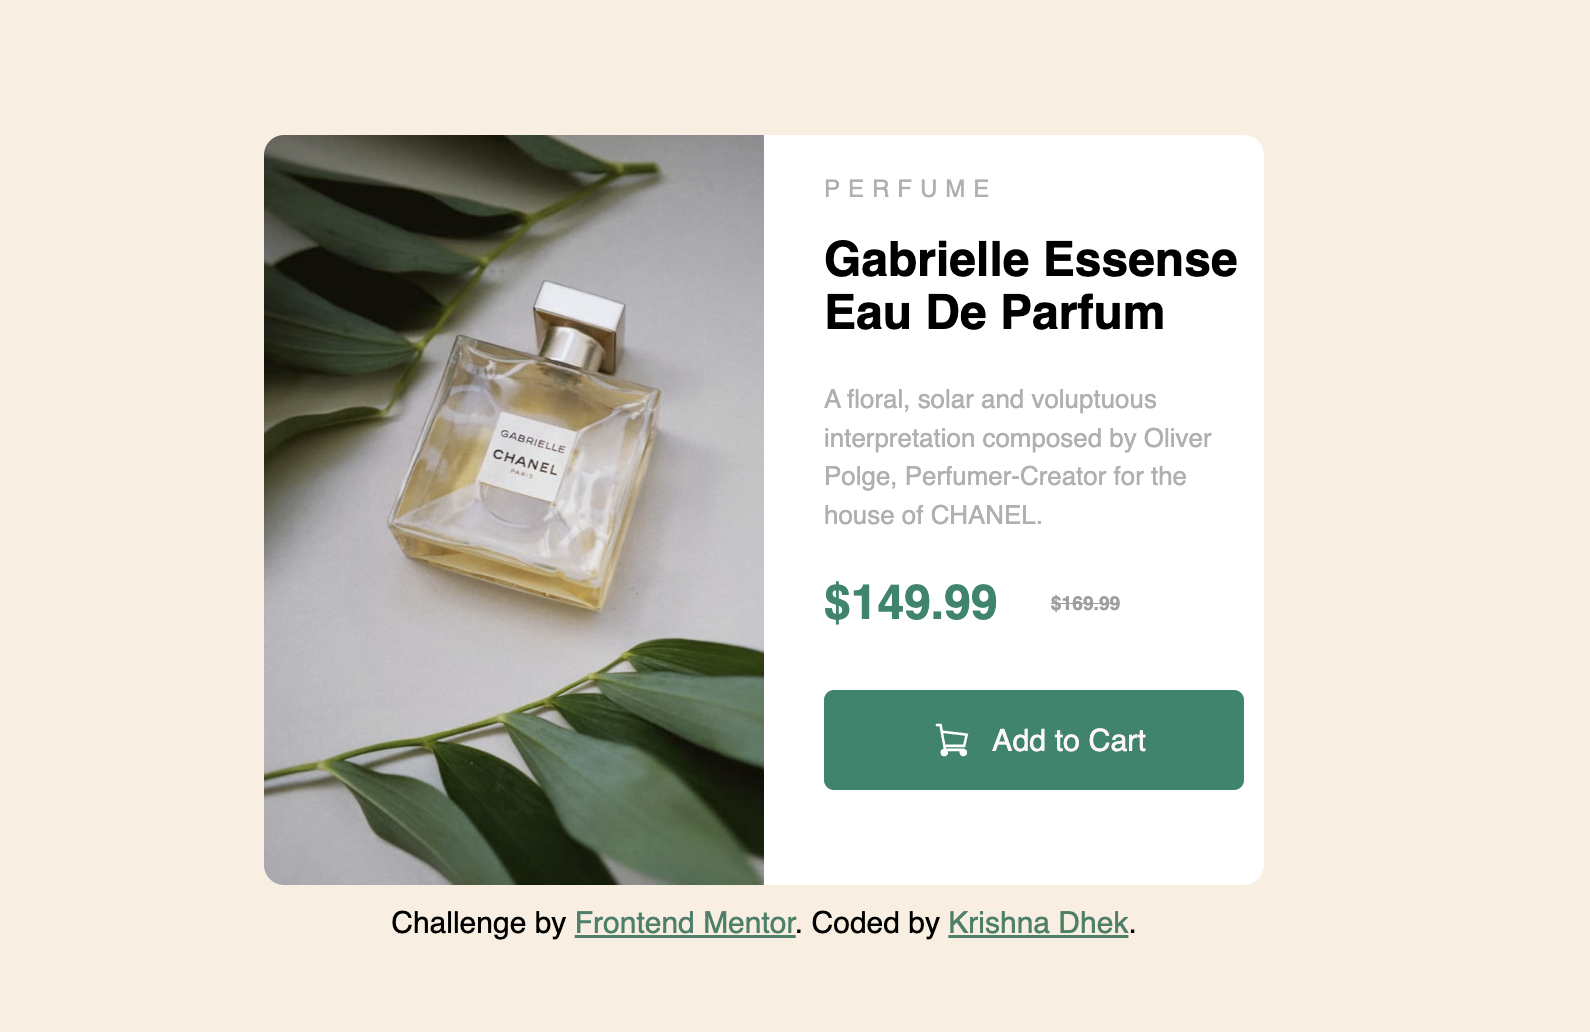 PERFUME
Gabrielle Essense
Eau De Parfum
A floral, solar and voluptuous
interpretation composed by Oliver
Polge, Perfumer-Creator for the
house of CHANEL.
$149.99 $169.99
Add to Cart
GABRIELLE
CHANEL
PARIS
Challenge by Frontend Mentor. Coded by Krishna Dhek.